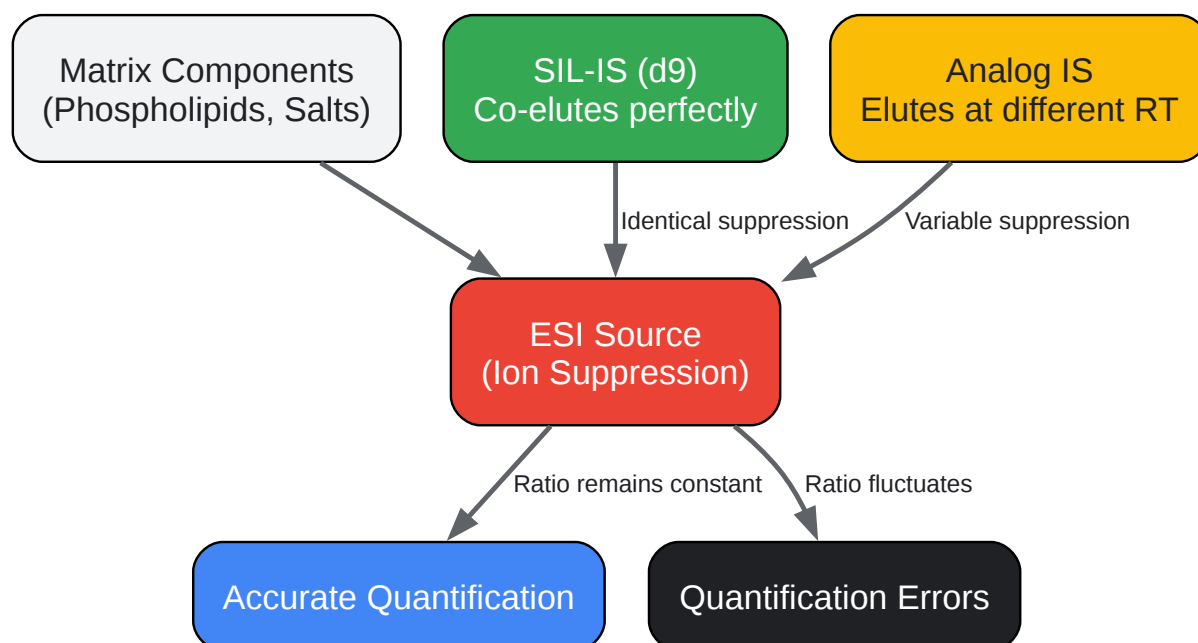 Matrix Components
(Phospholipids, Salts)
SIL-IS (d9)
Co-elutes perfectly
Analog IS
Elutes at different RT
Identical suppression
Variable suppression
ESI Source
(Ion Suppression)
Ratio remains constant
Ratio fluctuates
Accurate Quantification
Quantification Errors